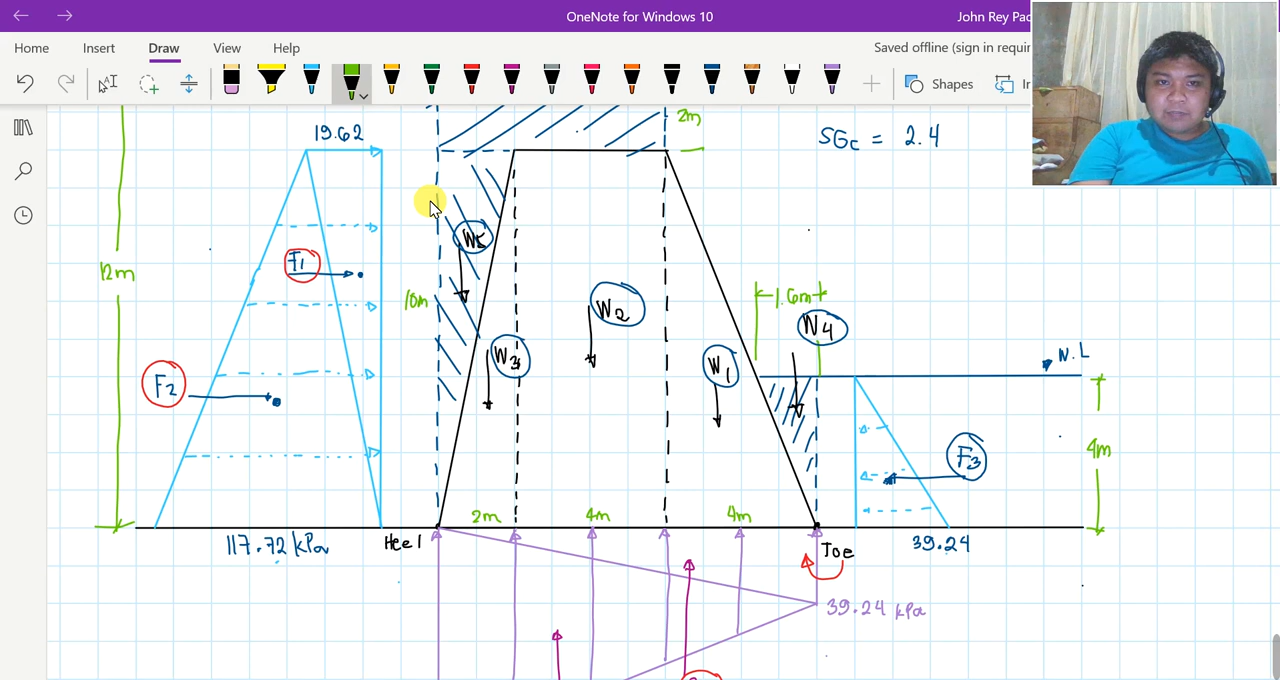 OneNote for Windows 10
John Rey Pac
Home Insert Draw View Help
Saved offline (sign in requir
Shapes
In
19.62
2m
SGc = 2.4
W5
F1
12m
10m
W2
1.6m
W4
W3
W1
N.L
F2
F3
4m
2m 4m 4m
117.72 kPa
Heel
Toe
39.24
39.24 kPa